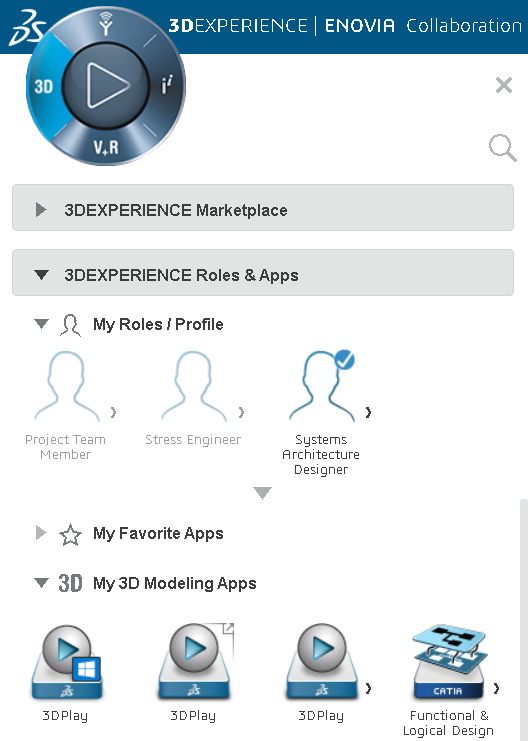 3DEXPERIENCE | ENOVIA Collaboration
3D
i
V+R
3DEXPERIENCE Marketplace
3DEXPERIENCE Roles & Apps
My Roles / Profile
Project Team
Member
Stress Engineer
Systems
Architecture
Designer
My Favorite Apps
3D My 3D Modeling Apps
CATIA
3DPlay
3DPlay
3DPlay
Functional &
Logical Design